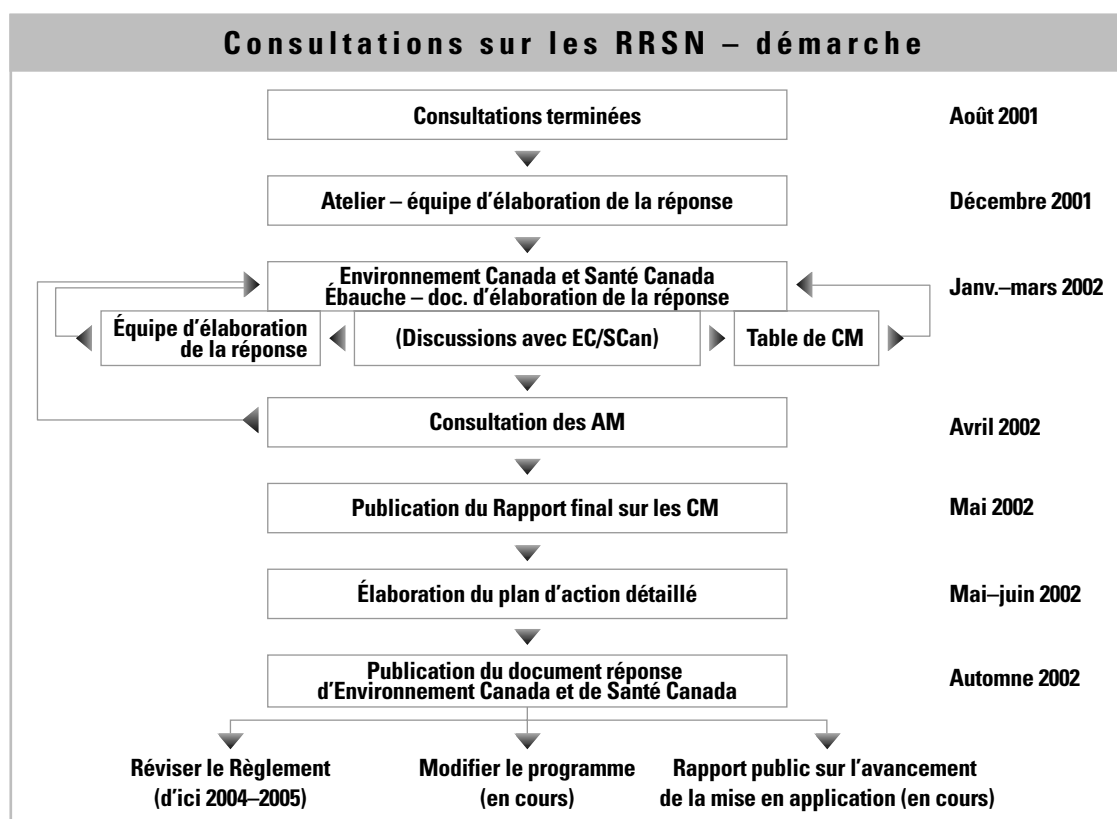 Consultations sur les RRSN – démarche
Consultations terminées
Août 2001
Atelier – équipe d'élaboration de la réponse
Décembre 2001
Environnement Canada et Santé Canada
Ébauche – doc. d'élaboration de la réponse
Janv.–mars 2002
Équipe d'élaboration
de la réponse
(Discussions avec EC/SCan)
Table de CM
Consultation des AM
Avril 2002
Publication du Rapport final sur les CM
Mai 2002
Élaboration du plan d'action détaillé
Mai–juin 2002
Publication du document réponse
d'Environnement Canada et de Santé Canada
Automne 2002
Réviser le Règlement
(d'ici 2004–2005)
Modifier le programme
(en cours)
Rapport public sur l'avancement
de la mise en application (en cours)